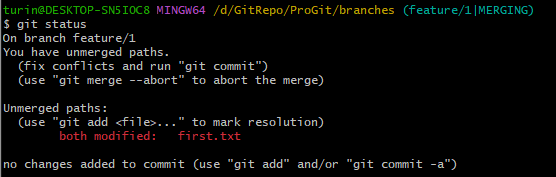 turin@DESKTOP-SN5IOC8 MINGW64 /d/GitRepo/ProGit/branches (feature/1|MERGING)
$ git status
On branch feature/1
You have unmerged paths.
  (fix conflicts and run "git commit")
  (use "git merge --abort" to abort the merge)

Unmerged paths:
  (use "git add <file>..." to mark resolution)
        both modified:   first.txt

no changes added to commit (use "git add" and/or "git commit -a")